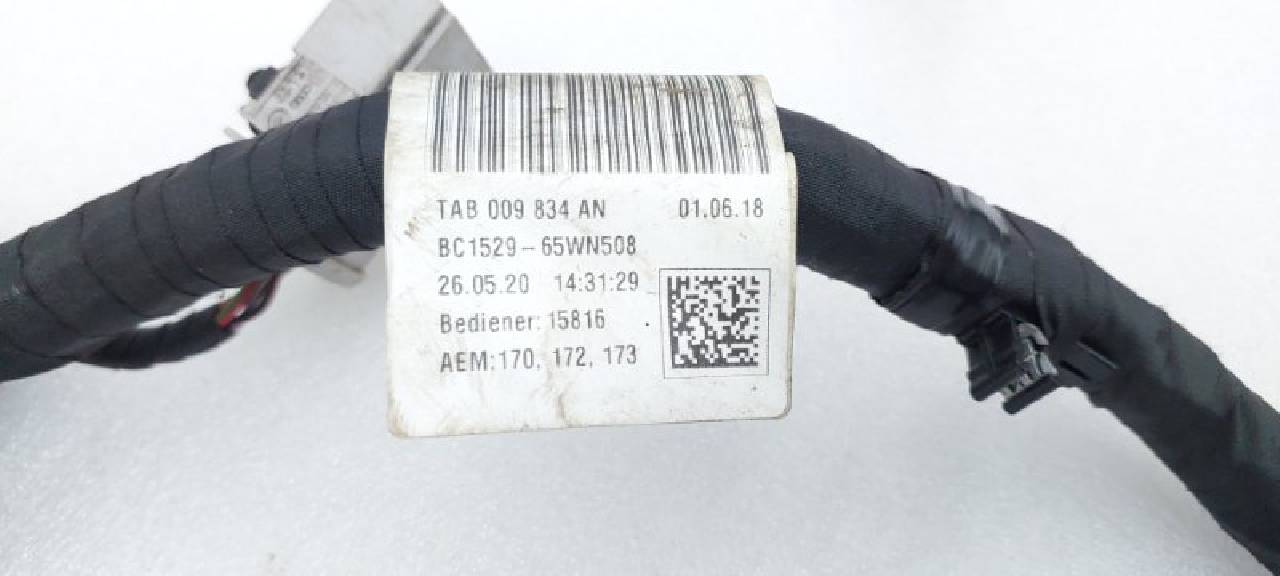 TAB 009 834 AN 01.06.18
BC1529-65WN508
26.05.20 14:31:29
Bediener: 15816
AEM: 170, 172, 173